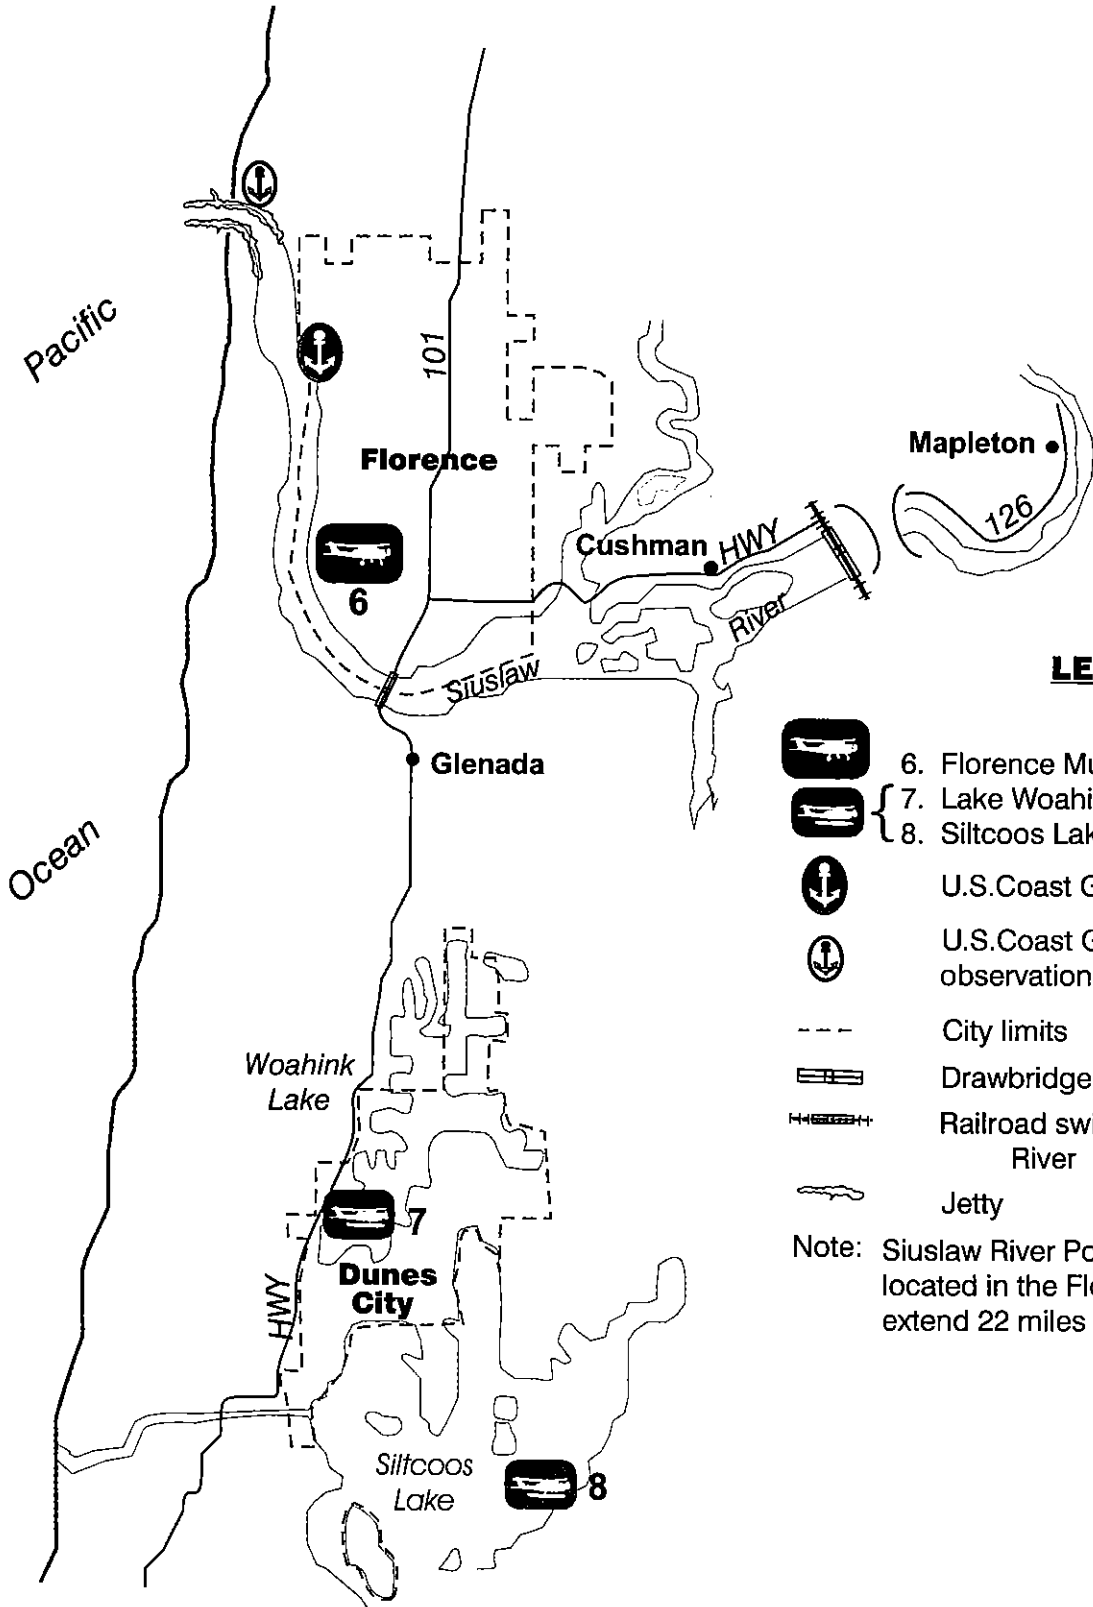 Pacific
Ocean
101
Florence
6
Cushman
HWY
126
Mapleton
Siuslaw
River
Glenada
Woahink
Lake
7
Dunes
City
HWY
Siltcoos
Lake
8
LE
6. Florence Mu
7. Lake Woahi
8. Siltcoos Lak
U.S.Coast G
U.S.Coast G
observation
City limits
Drawbridge
Railroad swi
River
Jetty
Note: Siuslaw River Po
located in the Flo
extend 22 miles